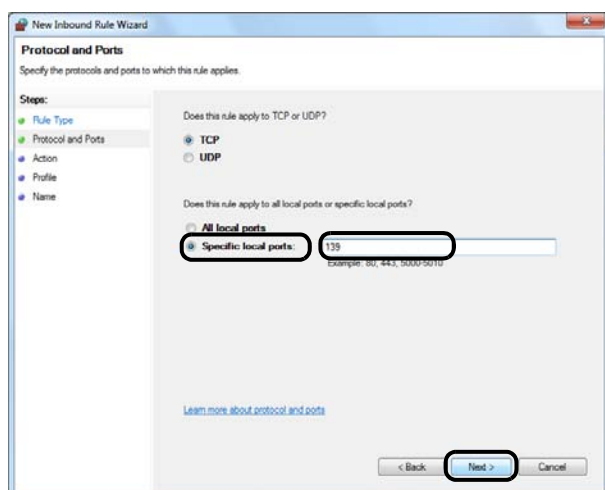 New Inbound Rule Wizard
Protocol and Ports
Specify the protocols and ports to which this rule applies.
Steps:
Rule Type
Protocol and Ports
Action
Profile
Name
Does this rule apply to TCP or UDP?
TCP
UDP
Does this rule apply to all local ports or specific local ports?
All local ports
Specific local ports:
139
Example: 80, 443, 5000-5010
Learn more about protocol and ports
< Back
Next >
Cancel